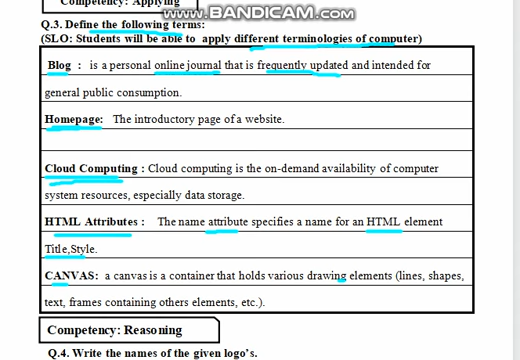 Competency: Applying
www.BANDICAM.com
Q.3. Define the following terms:
(SLO: Students will be able to apply different terminologies of computer)
Blog : is a personal online journal that is frequently updated and intended for
general public consumption.
Homepage: The introductory page of a website.
Cloud Computing : Cloud computing is the on-demand availability of computer
system resources, especially data storage.
HTML Attributes : The name attribute specifies a name for an HTML element
Title,Style.
CANVAS: a canvas is a container that holds various drawing elements (lines, shapes,
text, frames containing others elements, etc.).
Competency: Reasoning
Q.4. Write the names of the given logo's.